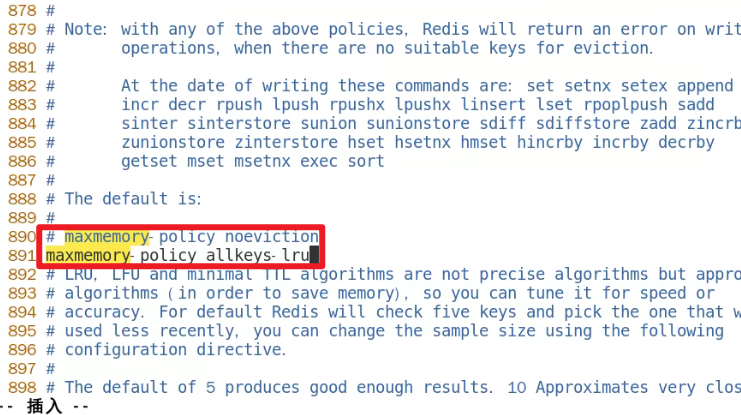 878 #
879 # Note: with any of the above policies, Redis will return an error on writ
880 #       operations, when there are no suitable keys for eviction.
881 #
882 #       At the date of writing these commands are: set setnx setex append
883 #       incr decr rpush lpush rpushx lpushx linsert lset rpoplpush sadd
884 #       sinter sinterstore sunion sunionstore sdiff sdiffstore zadd zincrb
885 #       zunionstore zinterstore hset hsetnx hmset hincrby incrby decrby
886 #       getset mset msetnx exec sort
887 #
888 # The default is:
889 #
890 # maxmemory-policy noeviction
891 maxmemory-policy allkeys-lru
892 # LRU, LFU and minimal TTL algorithms are not precise algorithms but appro
893 # algorithms (in order to save memory), so you can tune it for speed or
894 # accuracy. For default Redis will check five keys and pick the one that w
895 # used less recently, you can change the sample size using the following
896 # configuration directive.
897 #
898 # The default of 5 produces good enough results. 10 Approximates very clos
-- 插入 --